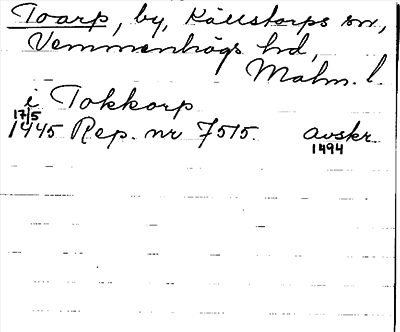 Toarp, by, Källstorps sn,
Vemmenhögs hd,
Malm. l.
i Tokkorp
17/5
1445 Rep. nr 7515. avskr.
1494